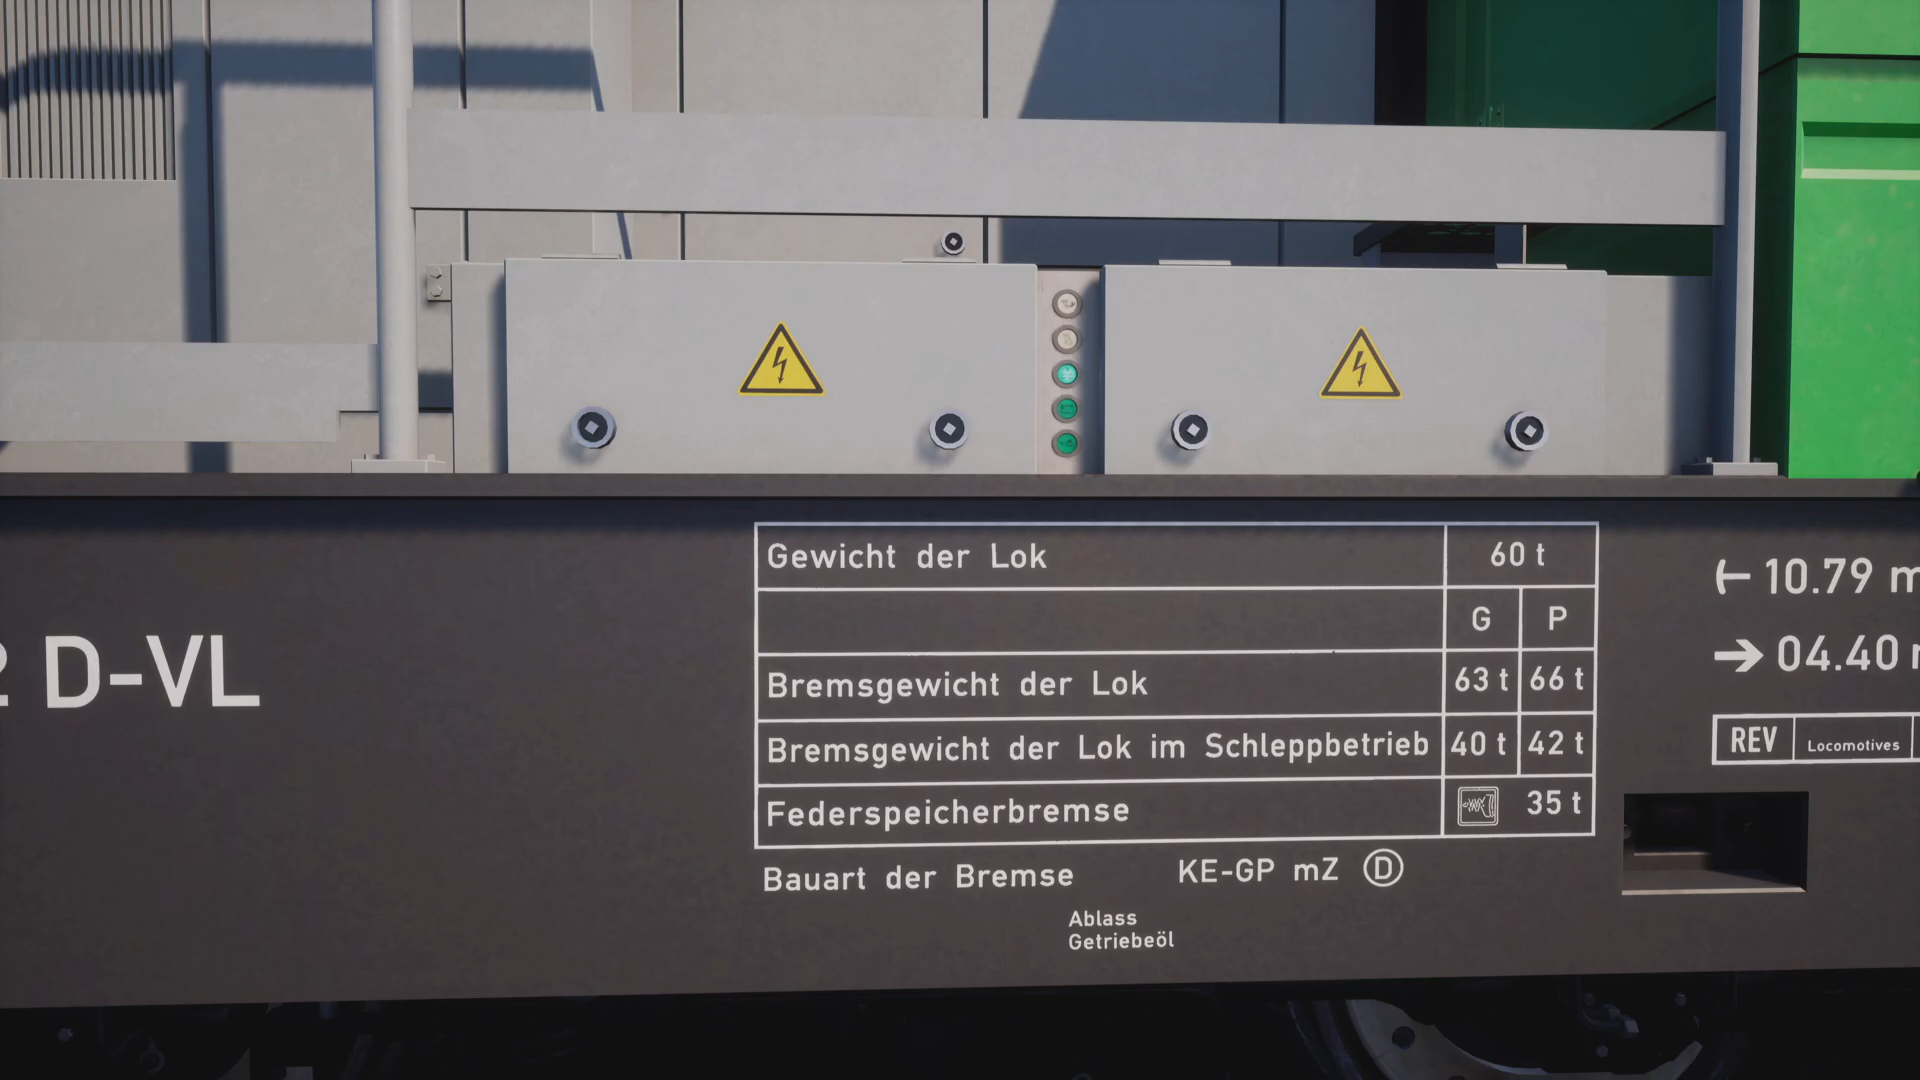 Gewicht der Lok 60 t
G P
Bremsgewicht der Lok 63 t 66 t
Bremsgewicht der Lok im Schleppbetrieb 40 t 42 t
Federspeicherbremse 35 t
Bauart der Bremse KE-GP mZ D
Ablass
Getriebeöl
2 D-VL
10.79 m
→ 04.40
REV Locomotives